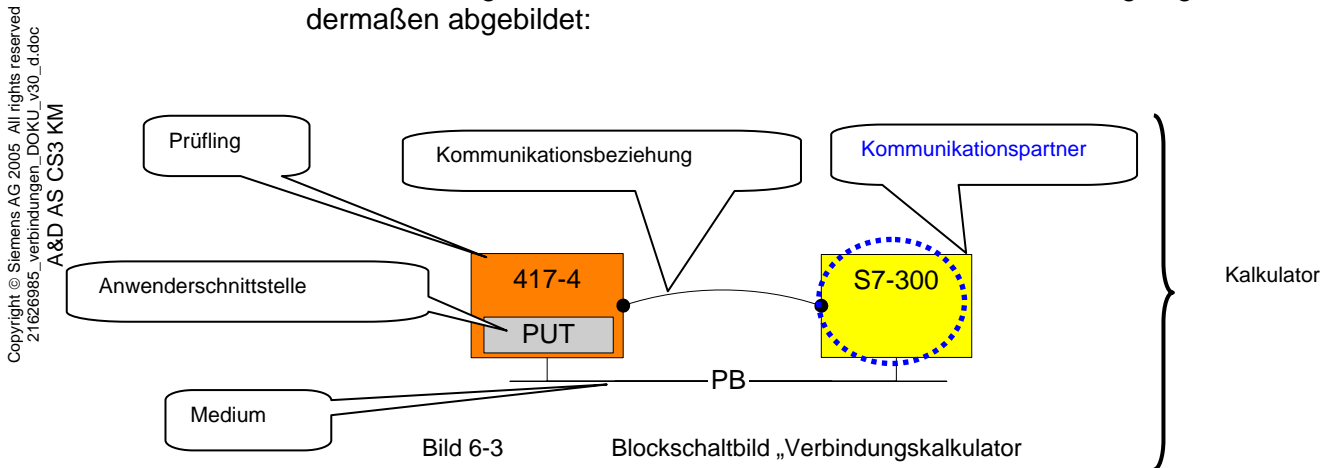 dermaßen abgebildet:
Copyright © Siemens AG 2005 All rights reserved
21626985_verbindungen_DOKU_v30_d.doc
A&D AS CS3 KM
Prüfling
Kommunikationsbeziehung
Kommunikationspartner
Anwenderschnittstelle
417-4
S7-300
Kalkulator
PUT
PB
Medium
Bild 6-3 Blockschaltbild „Verbindungskalkulator